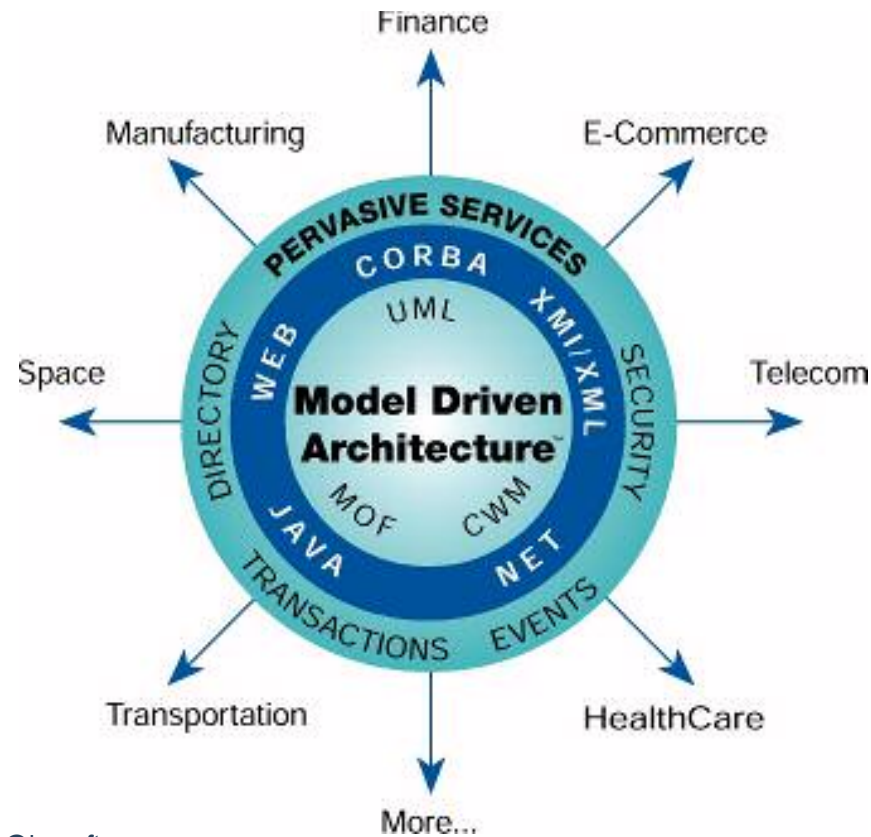 Finance
Manufacturing
E-Commerce
PERVASIVE SERVICES
CORBA
XMI/XML
WEB
UML
DIRECTORY
SECURITY
Space
Telecom
Model Driven
Architecture™
MOF
CWM
JAVA
NET
TRANSACTIONS
EVENTS
Transportation
HealthCare
More...